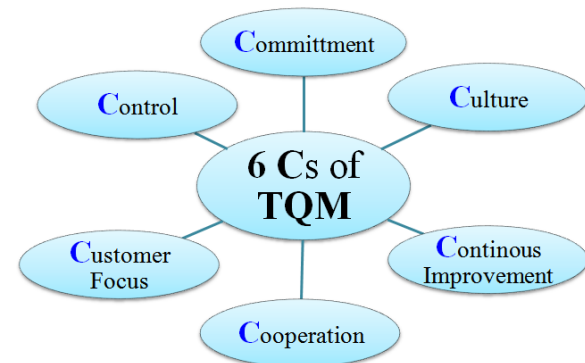 Committment
Control
Culture
6 Cs of
TQM
Customer
Focus
Continous
Improvement
Cooperation